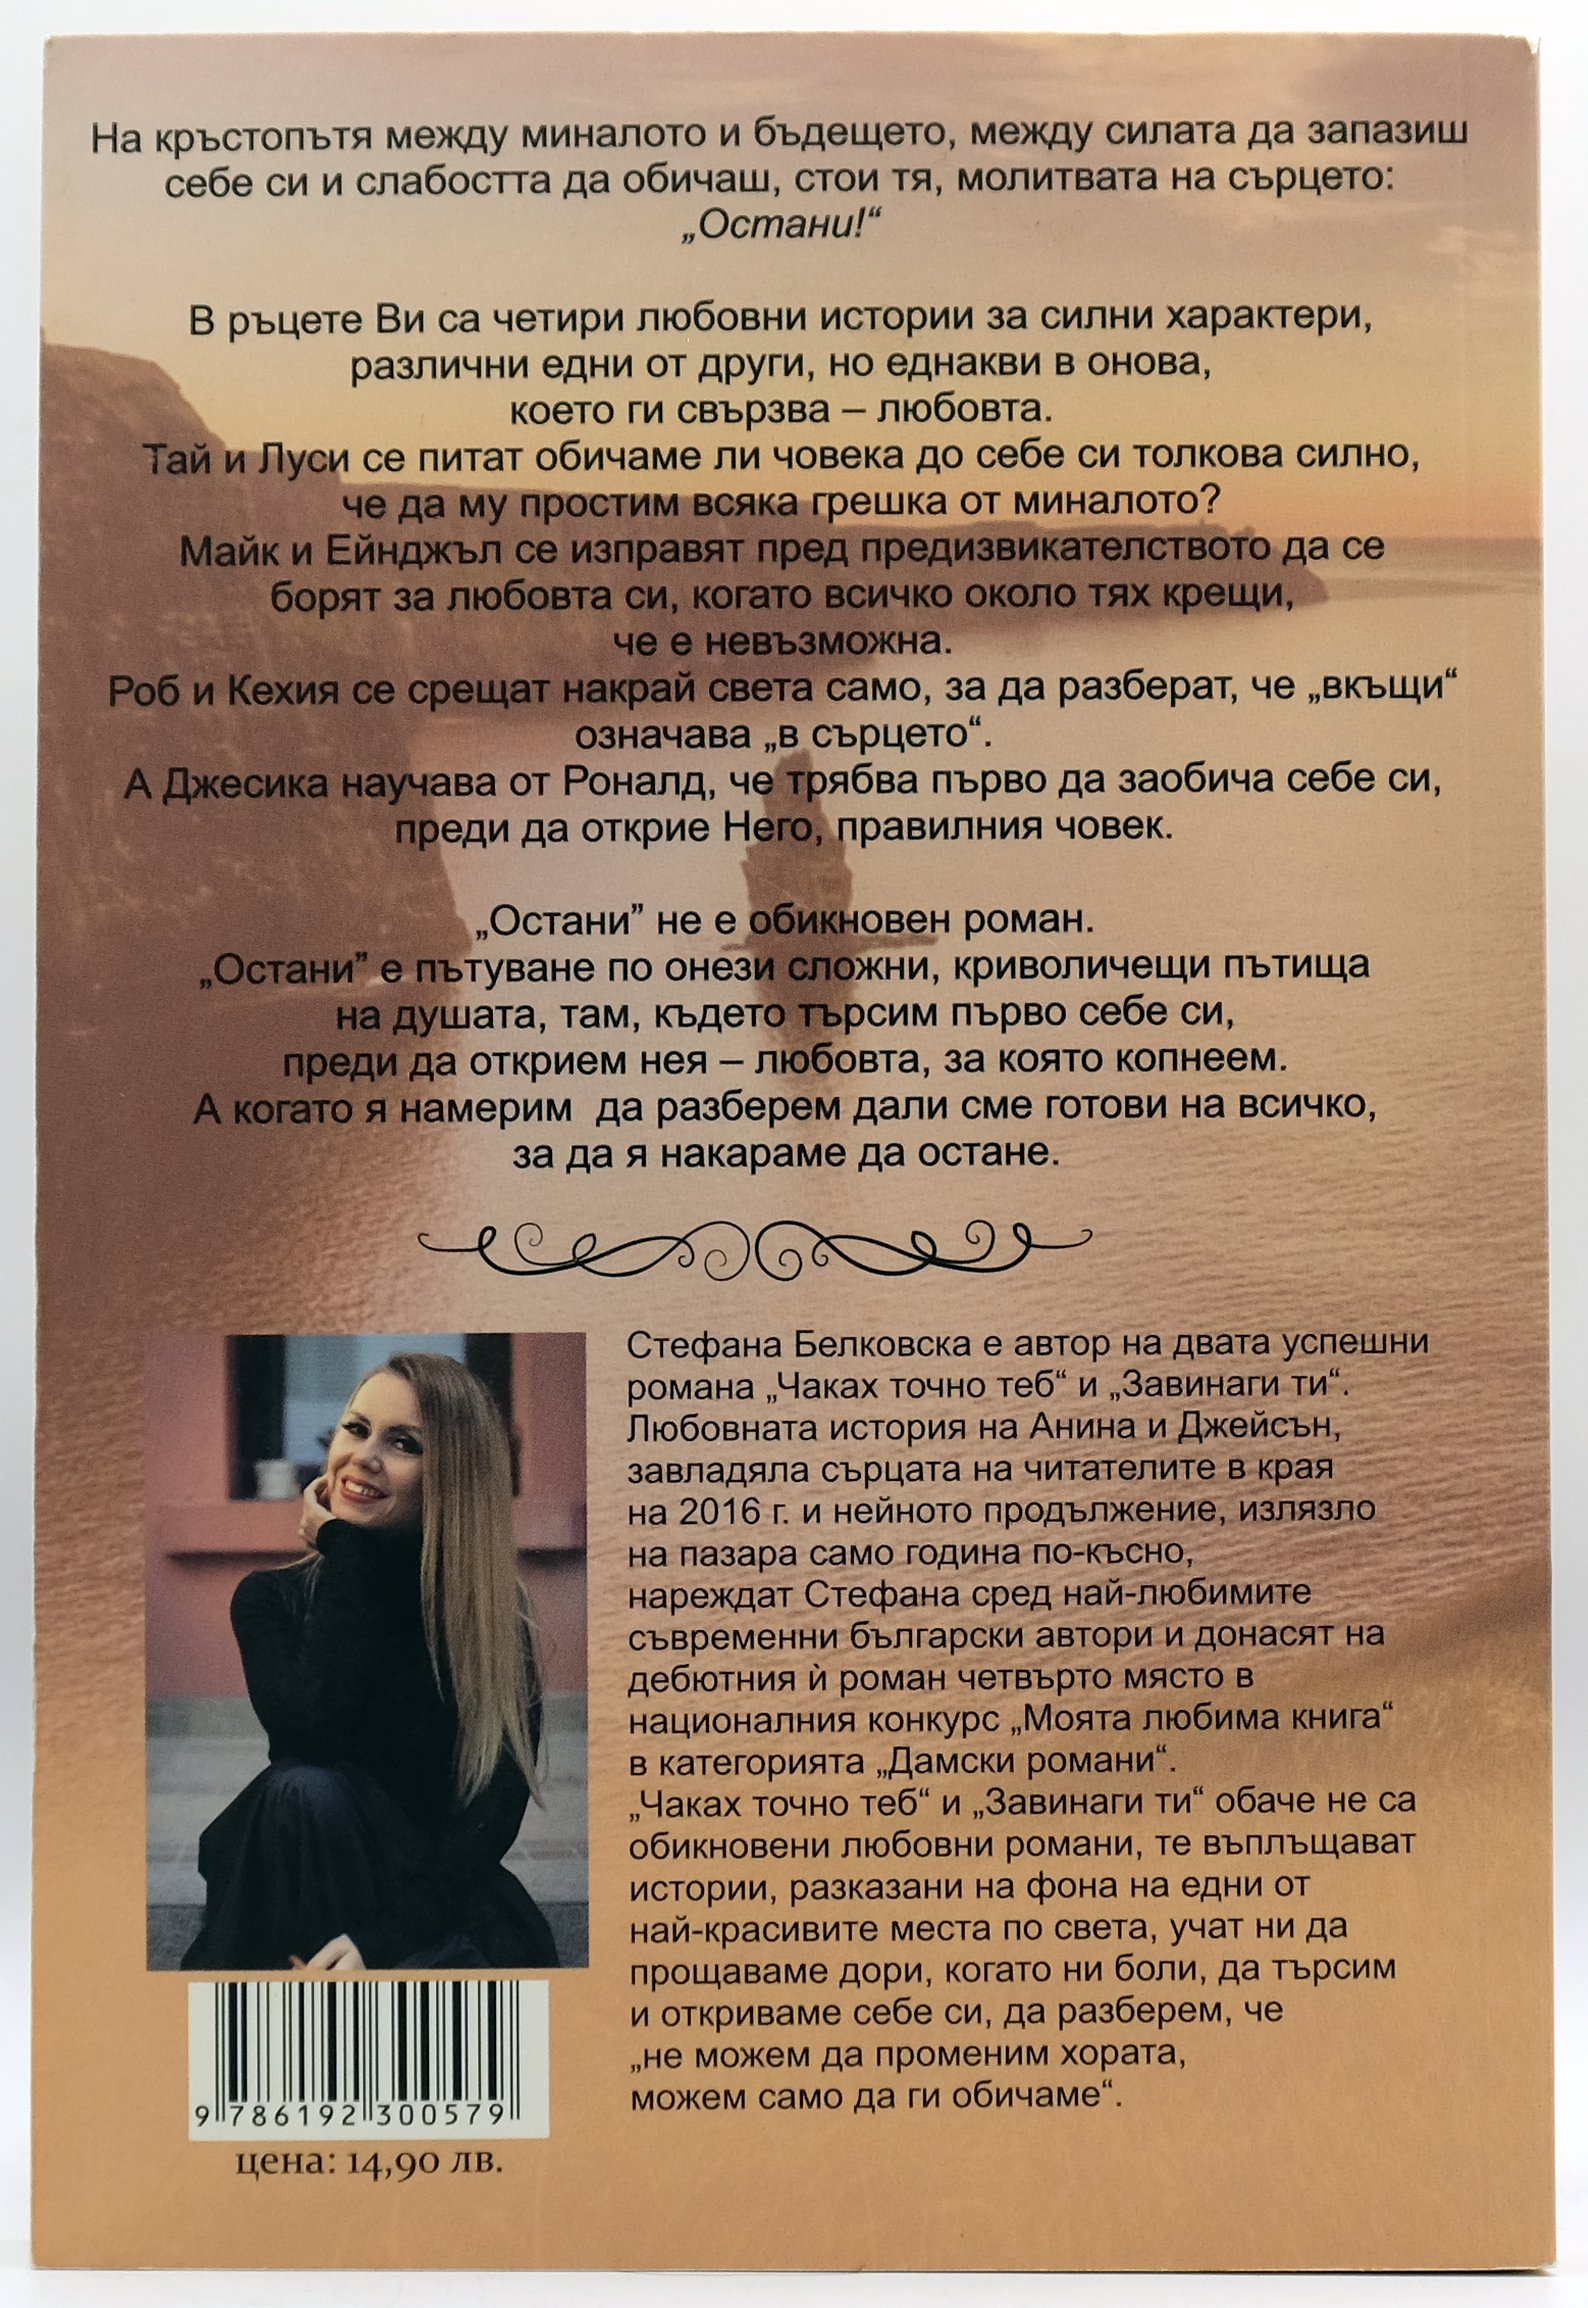 На кръстопътя между миналото и бъдещето, между силата да запазиш
себе си и слабостта да обичаш, стои тя, молитвата на сърцето:
„Остани!“
В ръцете Ви са четири любовни истории за силни характери,
различни едни от други, но еднакви в онова,
което ги свързва – любовта.
Тай и Луси се питат обичаме ли човека до себе си толкова силно,
че да му простим всяка грешка от миналото?
Майк и Ейнджъл се изправят пред предизвикателството да се
борят за любовта си, когато всичко около тях крещи,
че е невъзможна.
Роб и Кехия се срещат накрай света само, за да разберат, че „вкъщи“
означава „в сърцето“.
А Джесика научава от Роналд, че трябва първо да заобича себе си,
преди да открие Него, правилния човек.
„Остани” не е обикновен роман.
„Остани” е пътуване по онези сложни, криволичещи пътища
на душата, там, където търсим първо себе си,
преди да открием нея – любовта, за която копнеем.
А когато я намерим  да разберем дали сме готови на всичко,
за да я накараме да остане.
Стефана Белковска е автор на двата успешни
романа „Чаках точно теб“ и „Завинаги ти“.
Любовната история на Анина и Джейсън,
завладяла сърцата на читателите в края
на 2016 г. и нейното продължение, излязло
на пазара само година по-късно,
нареждат Стефана сред най-любимите
съвременни български автори и донасят на
дебютния ѝ роман четвърто място в
националния конкурс „Моята любима книга“
в категорията „Дамски романи“.
„Чаках точно теб“ и „Завинаги ти“ обаче не са
обикновени любовни романи, те въплъщават
истории, разказани на фона на едни от
най-красивите места по света, учат ни да
прощаваме дори, когато ни боли, да търсим
и откриваме себе си, да разберем, че
„не можем да променим хората,
можем само да ги обичаме“.
9 786192 300579
цена: 14,90 лв.